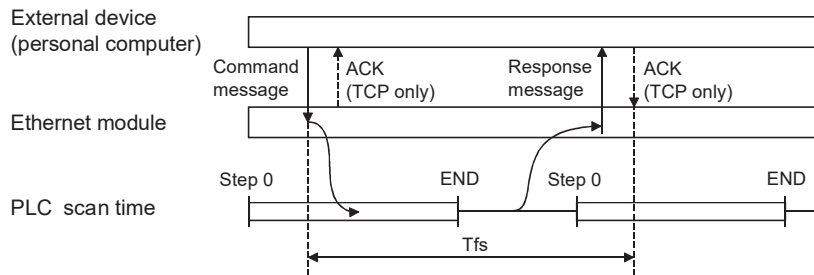 External device
(personal computer)
Command
message
ACK
(TCP only)
Response
message
ACK
(TCP only)
Ethernet module
Step 0
END
Step 0
END
PLC scan time
Tfs